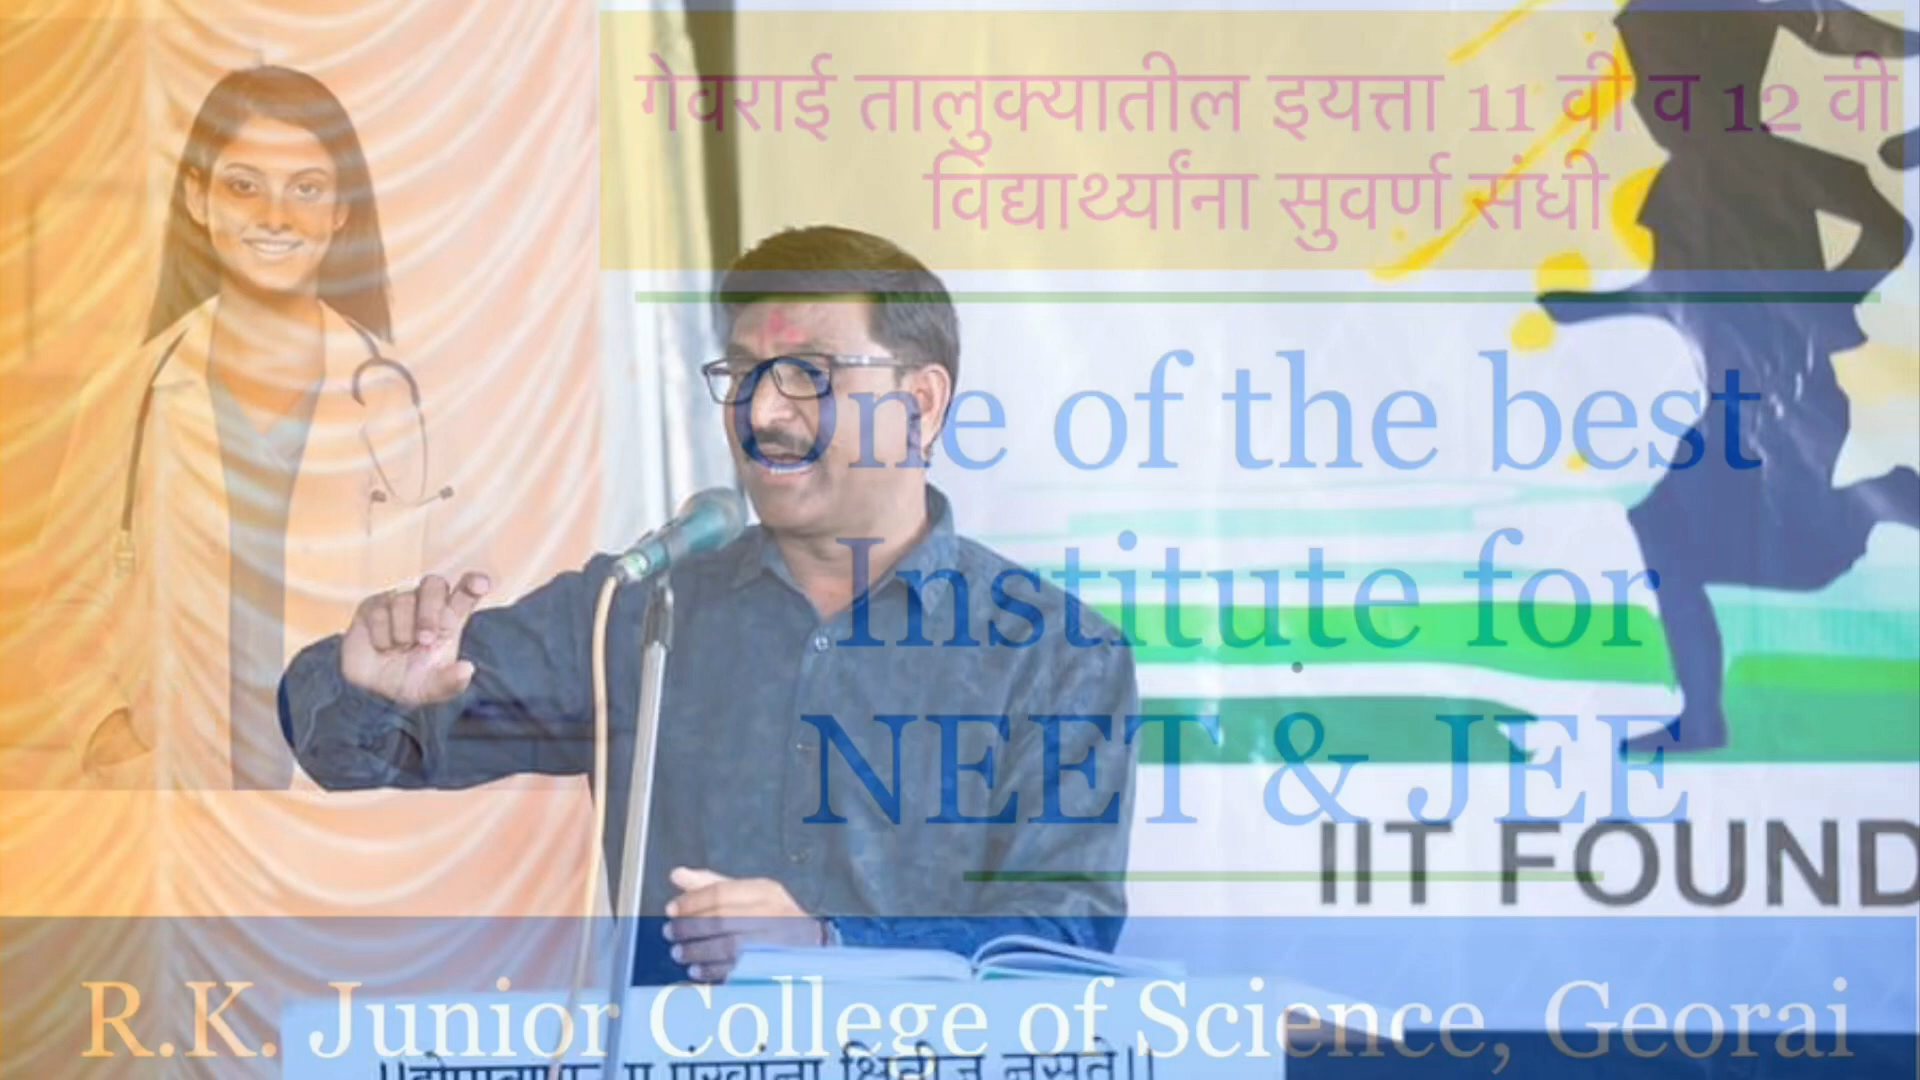 गेवराई तालुक्यातील इयत्ता 11 वी व 12 वी
विद्यार्थ्यांना सुवर्ण संधी
One of the best
Institute for
NEET & JEE
IIT FOUND
R.K. Junior College of Science, Georai
क्षितीज नसते||